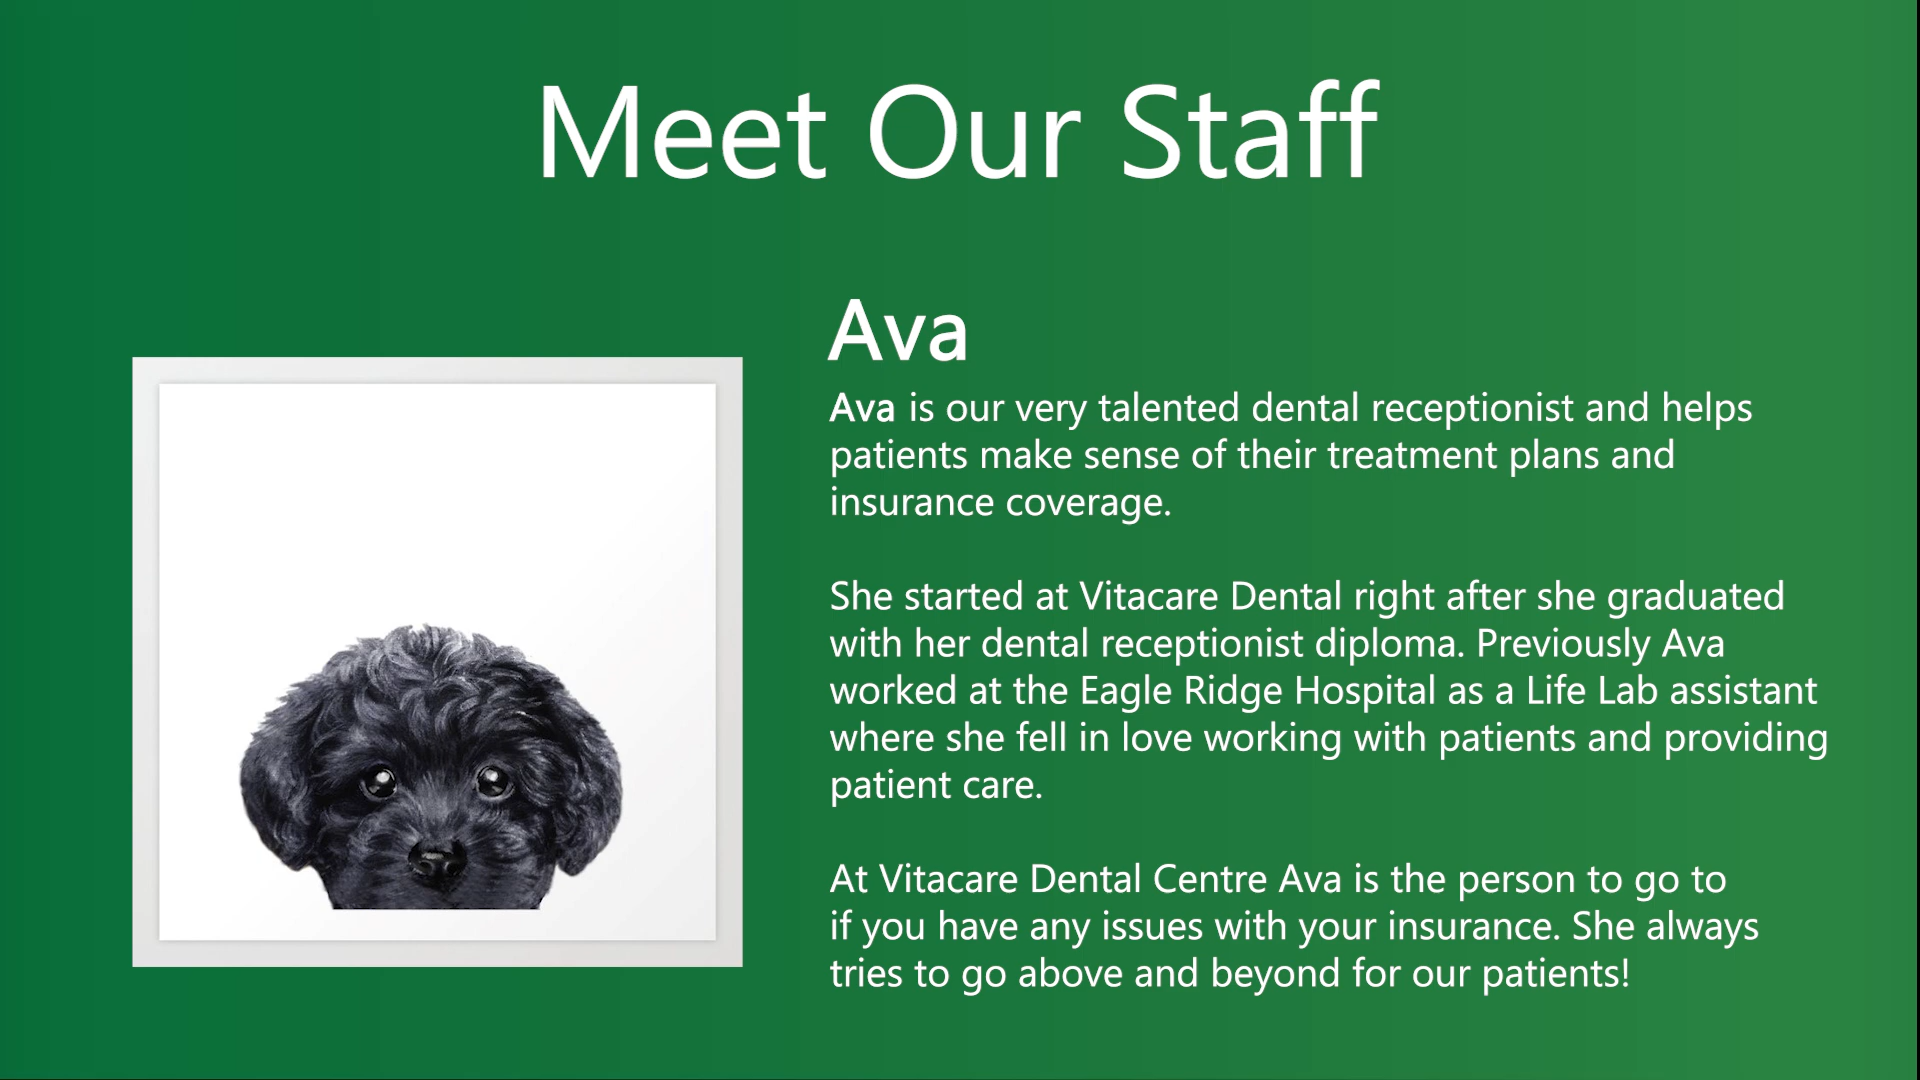 Meet Our Staff
Ava
Ava is our very talented dental receptionist and helps
patients make sense of their treatment plans and
insurance coverage.
She started at Vitacare Dental right after she graduated
with her dental receptionist diploma. Previously Ava
worked at the Eagle Ridge Hospital as a Life Lab assistant
where she fell in love working with patients and providing
patient care.
At Vitacare Dental Centre Ava is the person to go to
if you have any issues with your insurance. She always
tries to go above and beyond for our patients!